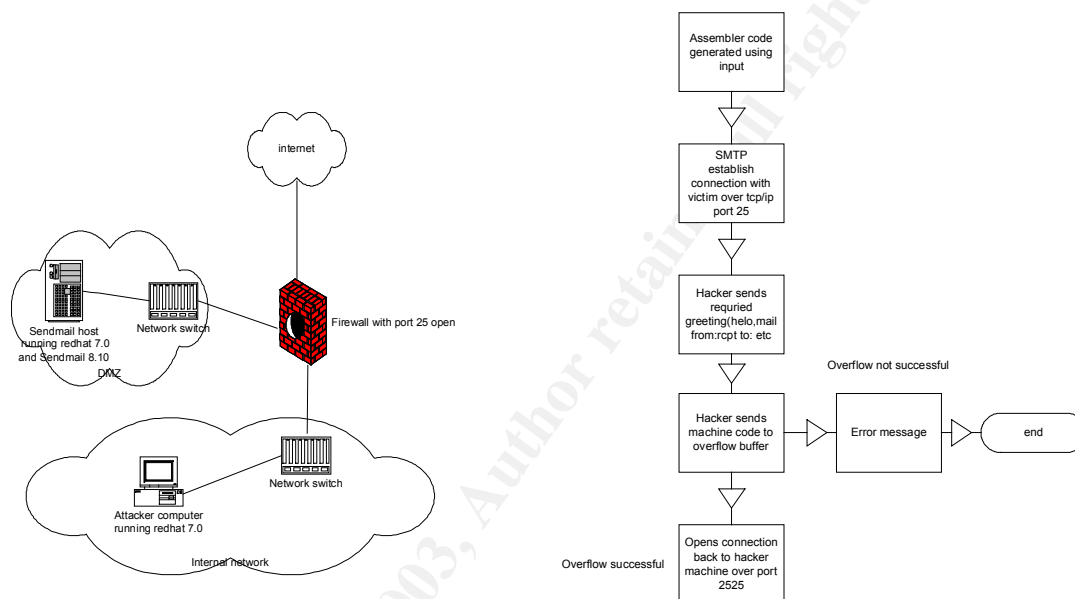 internet
Sendmail host
running redhat 7.0
and Sendmail 8.10
Network switch
DMZ
Firewall with port 25 open
Network switch
Attacker computer
running redhat 7.0
Internal network
Assembler code
generated using
input
SMTP
establish
connection with
victim over tcp/ip
port 25
Hacker sends
requried
greeting(helo,mail
from:rcpt to: etc
Overflow not successful
Hacker sends
machine code to
overflow buffer
Error message
end
Overflow successful
Opens connection
back to hacker
machine over port
2525
003, Author retain